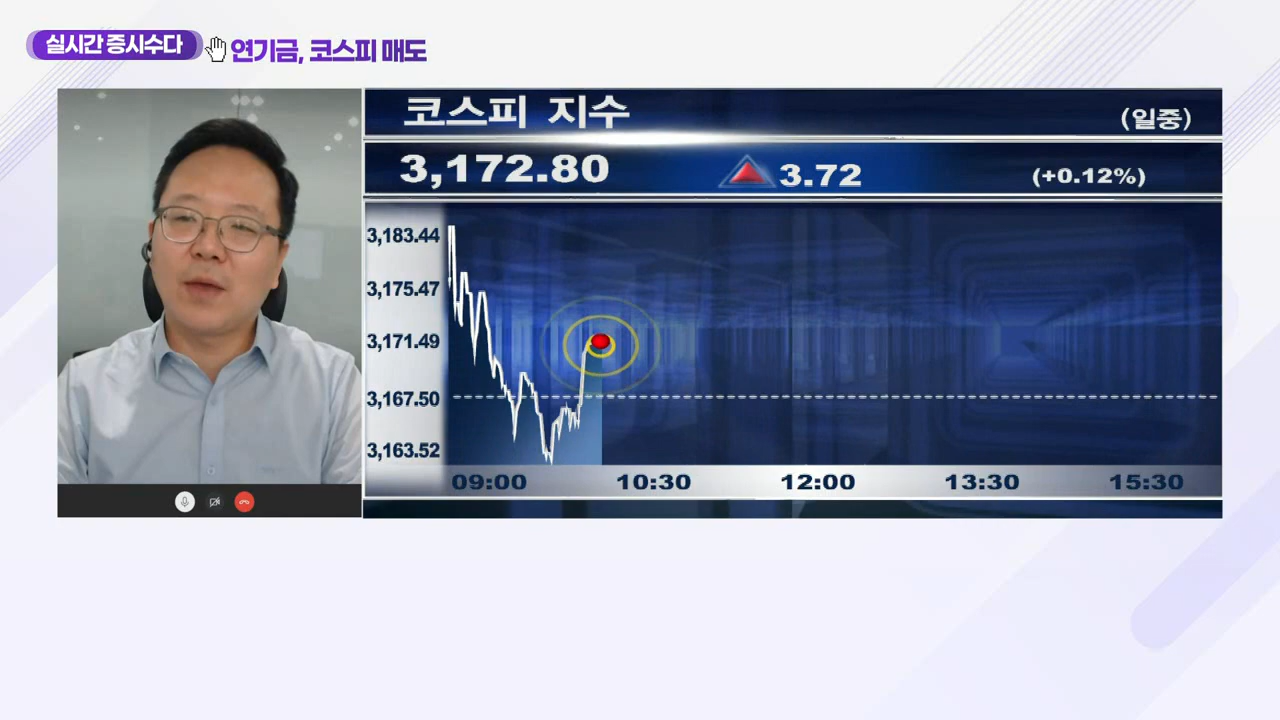 실시간 증시수다
연기금, 코스피 매도
코스피 지수
(일중)
3,172.80
3.72
(+0.12%)
3,183.44
3,175.47
3,171.49
3,167.50
3,163.52
09:00 10:30 12:00 13:30 15:30